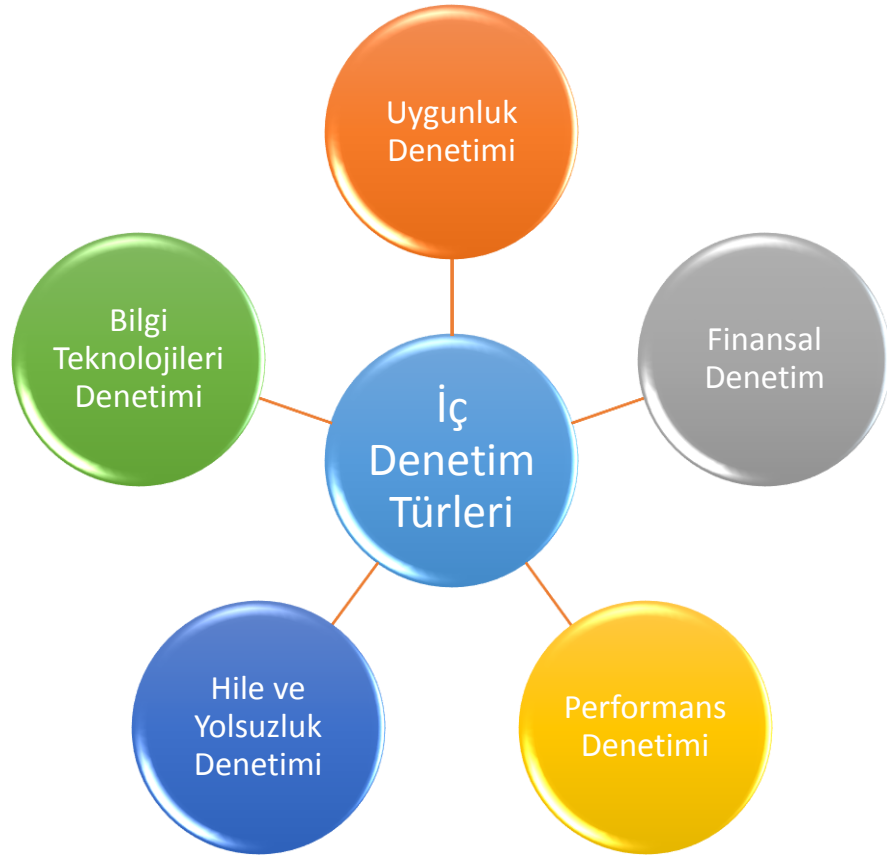 Uygunluk
Denetimi
Finansal
Denetim
Performans
Denetimi
Hile ve
Yolsuzluk
Denetimi
Bilgi
Teknolojileri
Denetimi
İç
Denetim
Türleri